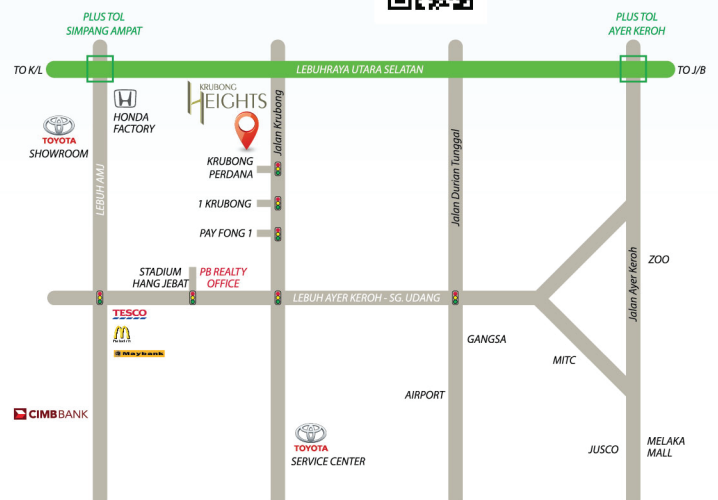 PLUS TOL
SIMPANG AMPAT
PLUS TOL
AYER KEROH
TO K/L
LEBUHRAYA UTARA SELATAN
TO J/B
KRUBONG
HEIGHTS
HONDA
FACTORY
TOYOTA
SHOWROOM
Jalan Krubong
KRUBONG
PERDANA
LEBUH AMJ
Jalan Durian Tunggal
1 KRUBONG
PAY FONG 1
ZOO
Jalan Ayer Keroh
STADIUM
HANG JEBAT
PB REALTY
OFFICE
LEBUH AYER KEROH - SG. UDANG
TESCO
Maybank
GANGSA
MITC
AIRPORT
CIMB BANK
TOYOTA
SERVICE CENTER
JUSCO
MELAKA
MALL